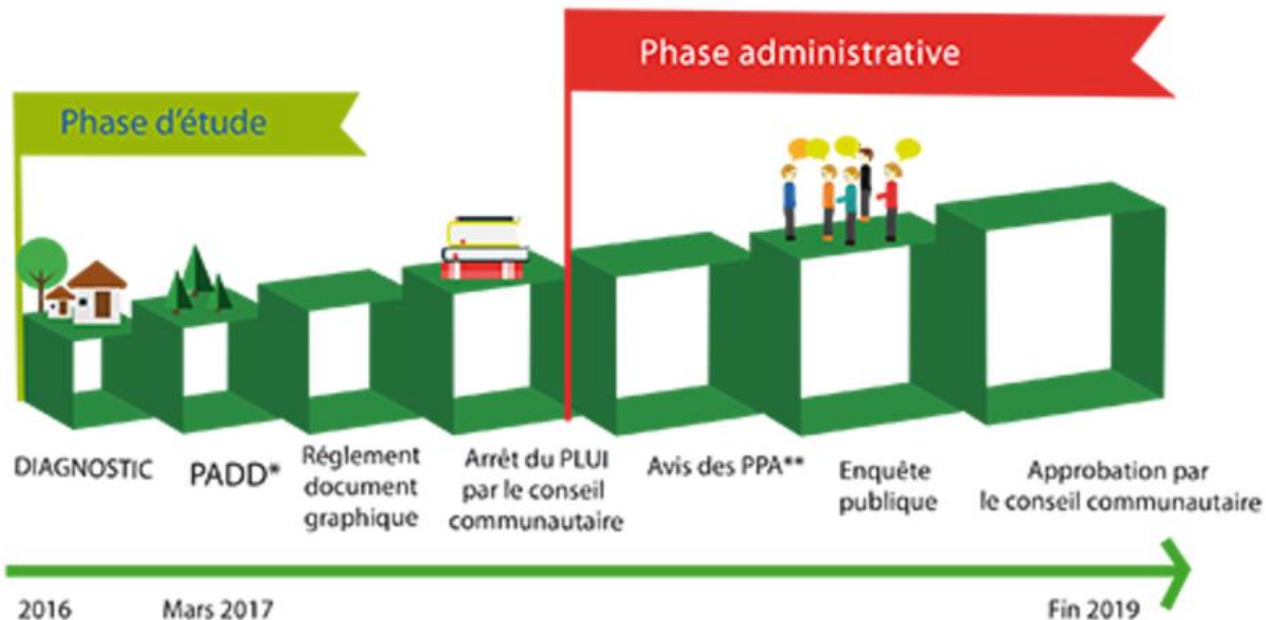 Phase administrative
Phase d'étude
DIAGNOSTIC
PADD*
Réglement
document
graphique
Arrêt du PLUI
par le conseil
communautaire
Avis des PPA**
Enquête
publique
Approbation par
le conseil communautaire
2016
Mars 2017
Fin 2019